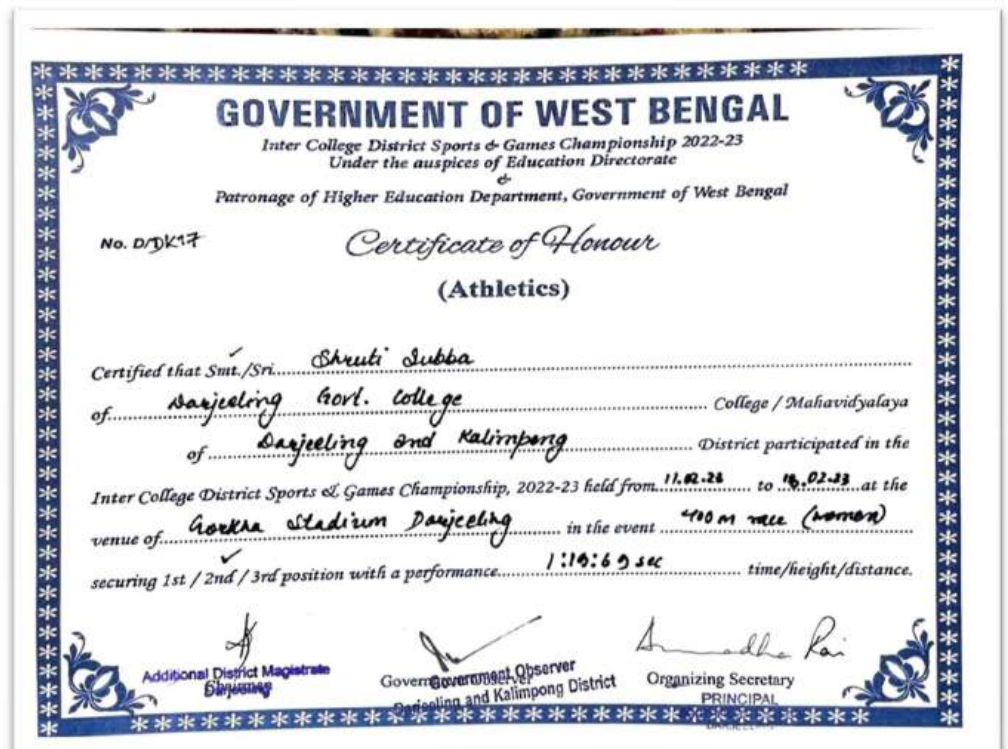 GOVERNMENT OF WEST BENGAL
Inter College District Sports & Games Championship 2022-23
Under the auspices of Education Directorate
&
Patronage of Higher Education Department, Government of West Bengal
No. D/DK17
Certificate of Honour
(Athletics)
Certified that Smt./Sri. Shruti Subba
of Darjeeling Govt. College College / Mahavidyalaya
of Darjeeling and Kalimpong District participated in the
Inter College District Sports & Games Championship, 2022-23 held from 11.02.23 to .02.23 at the
venue of Gorkha Stadium Darjeeling in the event 400 m race (women)
securing 1st / 2nd / 3rd position with a performance 1:19:69 sec time/height/distance.
Additional District Magistrate
Darjeeling
Government Observer
Darjeeling and Kalimpong District
Anuradha Rai
Organizing Secretary
PRINCIPAL